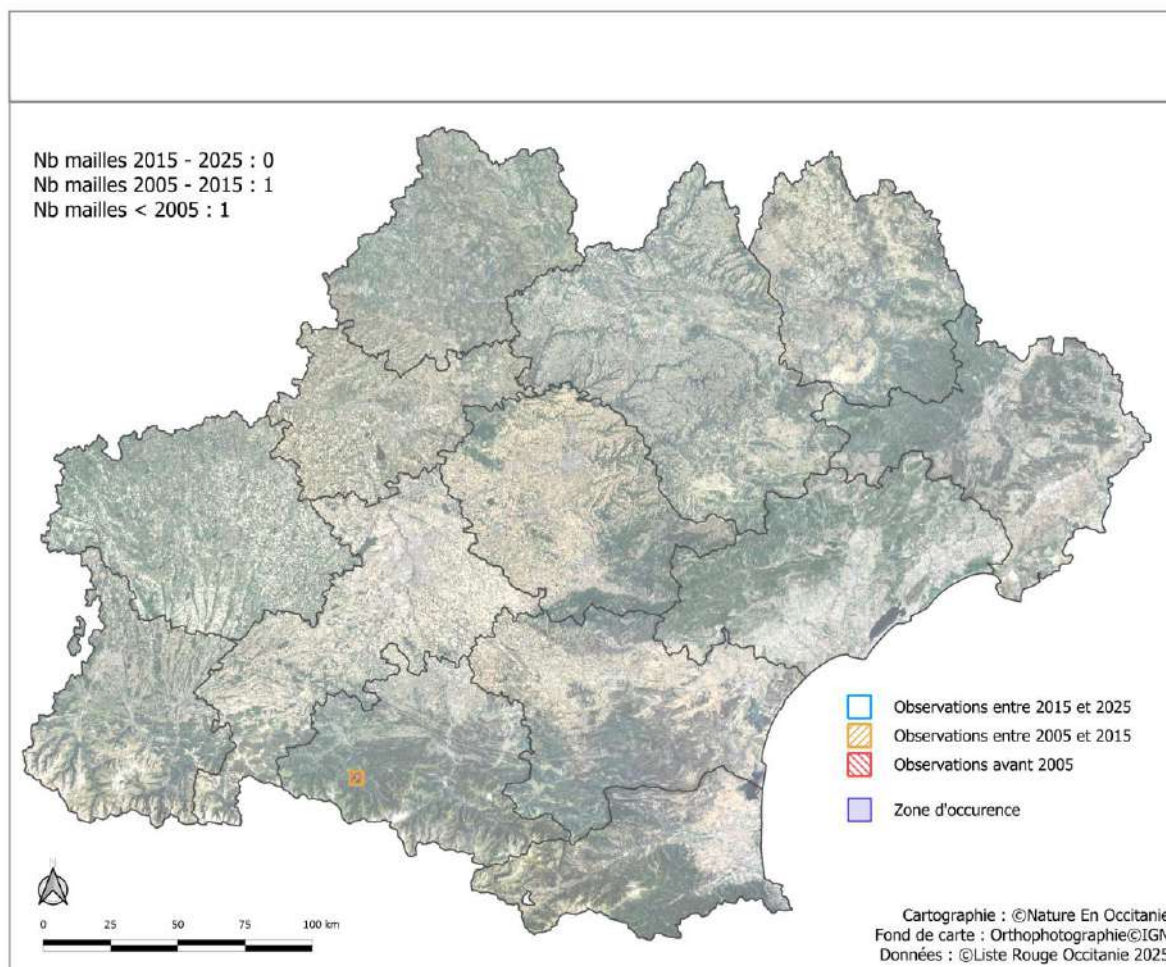 Nb mailles 2015 - 2025 : 0
Nb mailles 2005 - 2015 : 1
Nb mailles < 2005 : 1
Observations entre 2015 et 2025
Observations entre 2005 et 2015
Observations avant 2005
Zone d'occurence
N
0 25 50 75 100 km
Cartographie : ©Nature En Occitanie
Fond de carte : Orthophotographie©IGN
Données : ©Liste Rouge Occitanie 2025